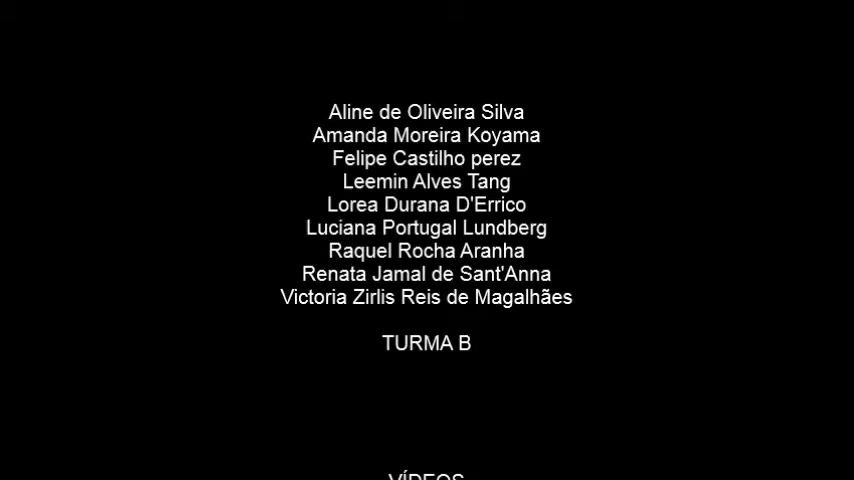 Aline de Oliveira Silva
Amanda Moreira Koyama
Felipe Castilho perez
Leemin Alves Tang
Lorea Durana D'Errico
Luciana Portugal Lundberg
Raquel Rocha Aranha
Renata Jamal de Sant'Anna
Victoria Zirlis Reis de Magalhães
TURMA B
VÍDEOS